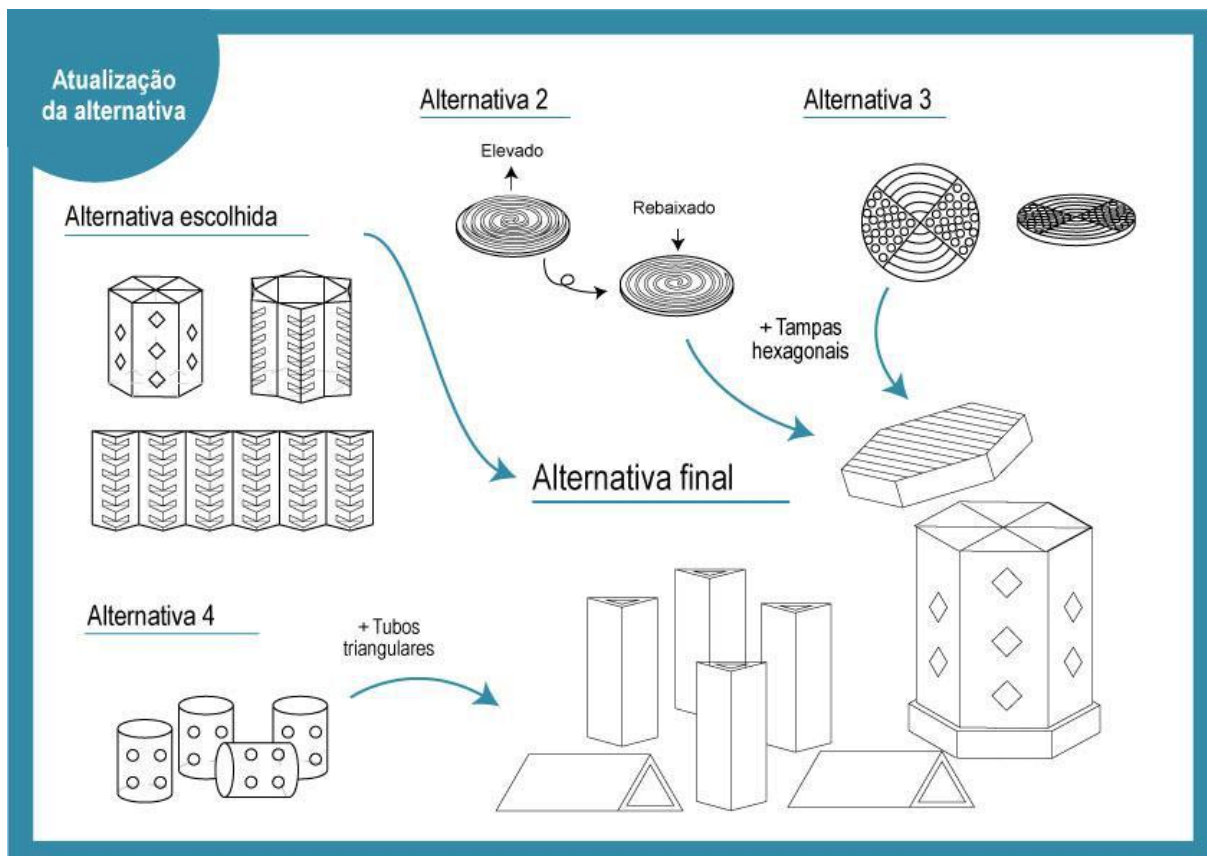 Atualização
da alternativa
Alternativa 2
Alternativa 3
Elevado
Rebaixado
Alternativa escolhida
+ Tampas
hexagonais
Alternativa final
Alternativa 4
+ Tubos
triangulares